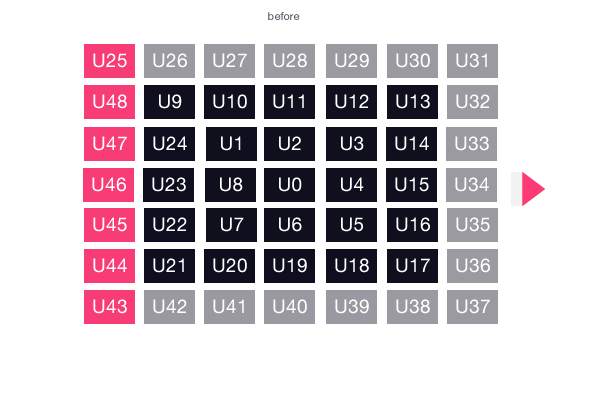 before
U25 U26 U27 U28 U29 U30 U31
U48 U9 U10 U11 U12 U13 U32
U47 U24 U1 U2 U3 U14 U33
U46 U23 U8 U0 U4 U15 U34
U45 U22 U7 U6 U5 U16 U35
U44 U21 U20 U19 U18 U17 U36
U43 U42 U41 U40 U39 U38 U37